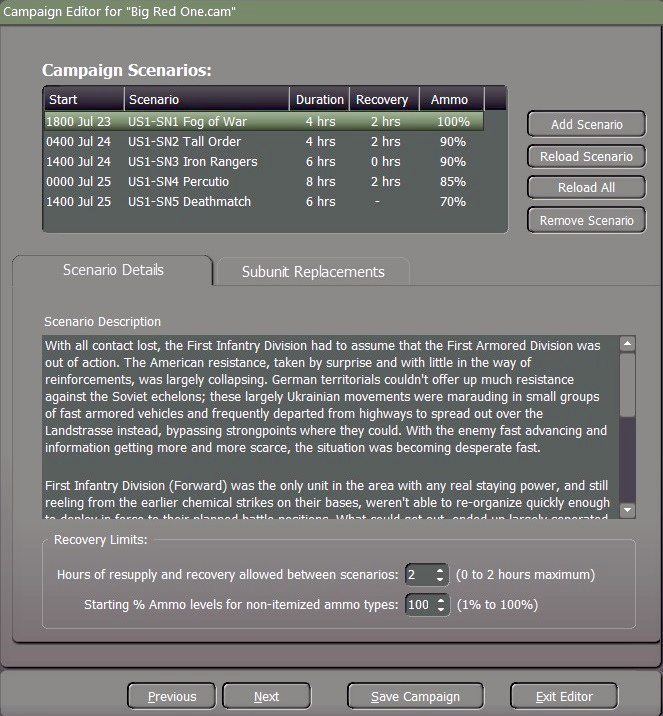 Campaign Editor for "Big Red One.cam"
Campaign Scenarios:
Start Scenario Duration Recovery Ammo
1800 Jul 23 US1-SN1 Fog of War 4 hrs 2 hrs 100%
0400 Jul 24 US1-SN2 Tall Order 4 hrs 2 hrs 90%
1400 Jul 24 US1-SN3 Iron Rangers 6 hrs 0 hrs 90%
0000 Jul 25 US1-SN4 Percutio 8 hrs 2 hrs 85%
1400 Jul 25 US1-SN5 Deathmatch 6 hrs - 70%
Add Scenario
Reload Scenario
Reload All
Remove Scenario
Scenario Details
Subunit Replacements
Scenario Description
With all contact lost, the First Infantry Division had to assume that the First Armored Division was
out of action. The American resistance, taken by surprise and with little in the way of
reinforcements, was largely collapsing. German territorials couldn't offer up much resistance
against the Soviet echelons; these largely Ukrainian movements were marauding in small groups
of fast armored vehicles and frequently departed from highways to spread out over the
Landstrasse instead, bypassing strongpoints where they could. With the enemy fast advancing and
information getting more and more scarce, the situation was becoming desperate fast.
First Infantry Division (Forward) was the only unit in the area with any real staying power, and still
reeling from the earlier chemical strikes on their bases, weren't able to re-organize quickly enough
to deploy in force to their planned battle positions. What could get out, ended up largely separated
Recovery Limits:
Hours of resupply and recovery allowed between scenarios: 2 (0 to 2 hours maximum)
Starting % Ammo levels for non-itemized ammo types: 100 (1% to 100%)
Previous
Next
Save Campaign
Exit Editor